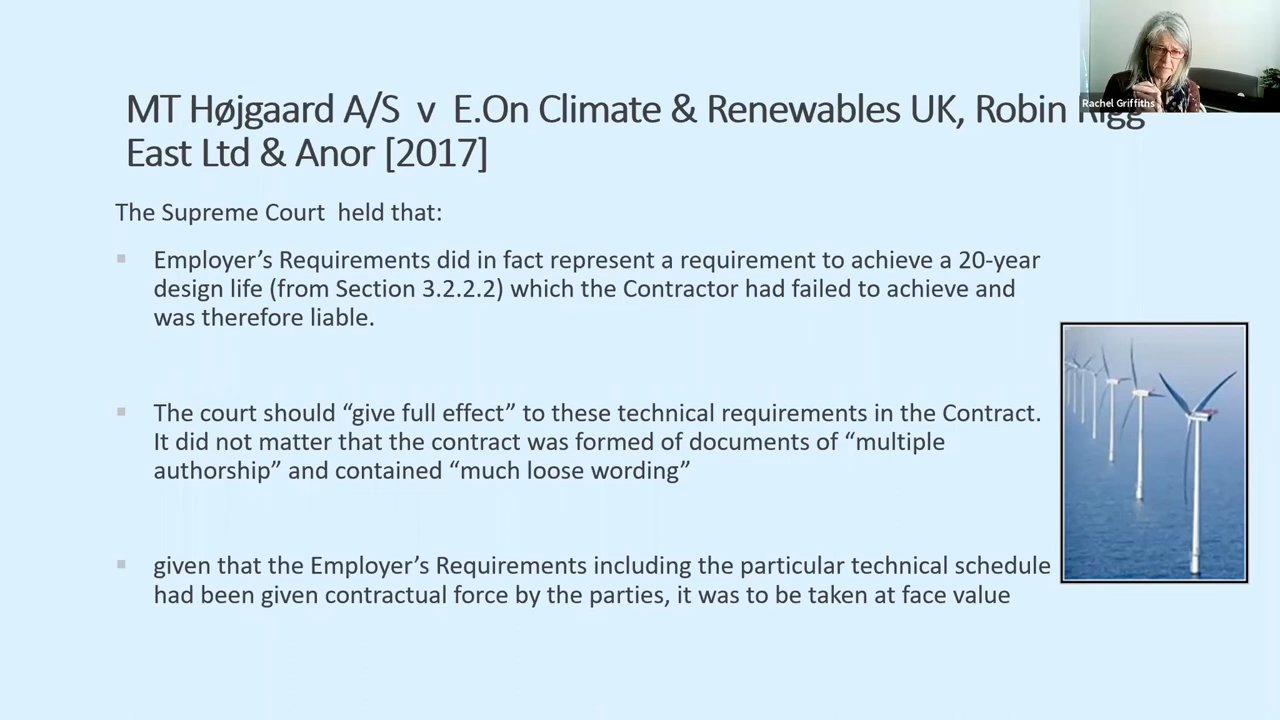 MT Højgaard A/S v E.On Climate & Renewables UK, Robin Rigg
East Ltd & Anor [2017]
Rachel Griffiths
The Supreme Court held that:
Employer's Requirements did in fact represent a requirement to achieve a 20-year
design life (from Section 3.2.2.2) which the Contractor had failed to achieve and
was therefore liable.
The court should “give full effect” to these technical requirements in the Contract.
It did not matter that the contract was formed of documents of “multiple
authorship” and contained “much loose wording”
given that the Employer's Requirements including the particular technical schedule
had been given contractual force by the parties, it was to be taken at face value